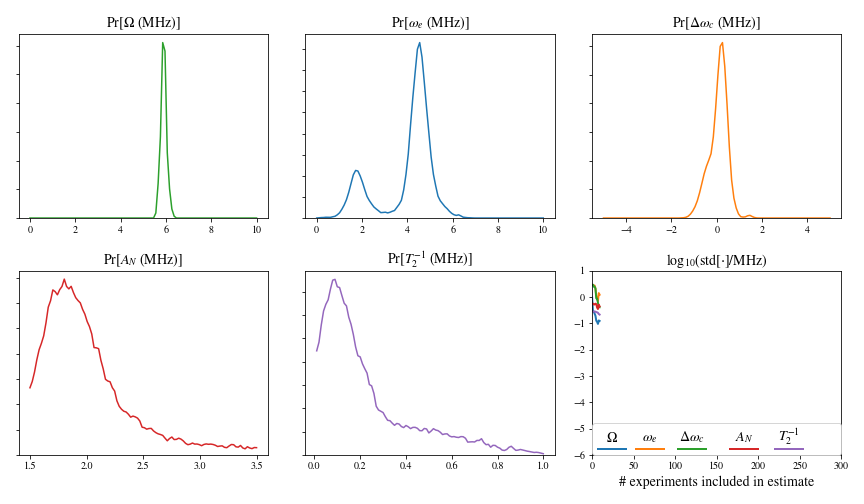 Pr[Ω (MHz)]
Pr[ω_e (MHz)]
Pr[Δω_c (MHz)]
0 2 4 6 8 10
0 2 4 6 8 10
−4 −2 0 2 4
Pr[A_N (MHz)]
Pr[T_2^{-1} (MHz)]
log_10(std[·]/MHz)
1
0
−1
−2
−3
−4
−5
−6
Ω ω_e Δω_c A_N T_2^{-1}
1.5 2.0 2.5 3.0 3.5
0.0 0.2 0.4 0.6 0.8 1.0
0 50 100 150 200 250 300
# experiments included in estimate